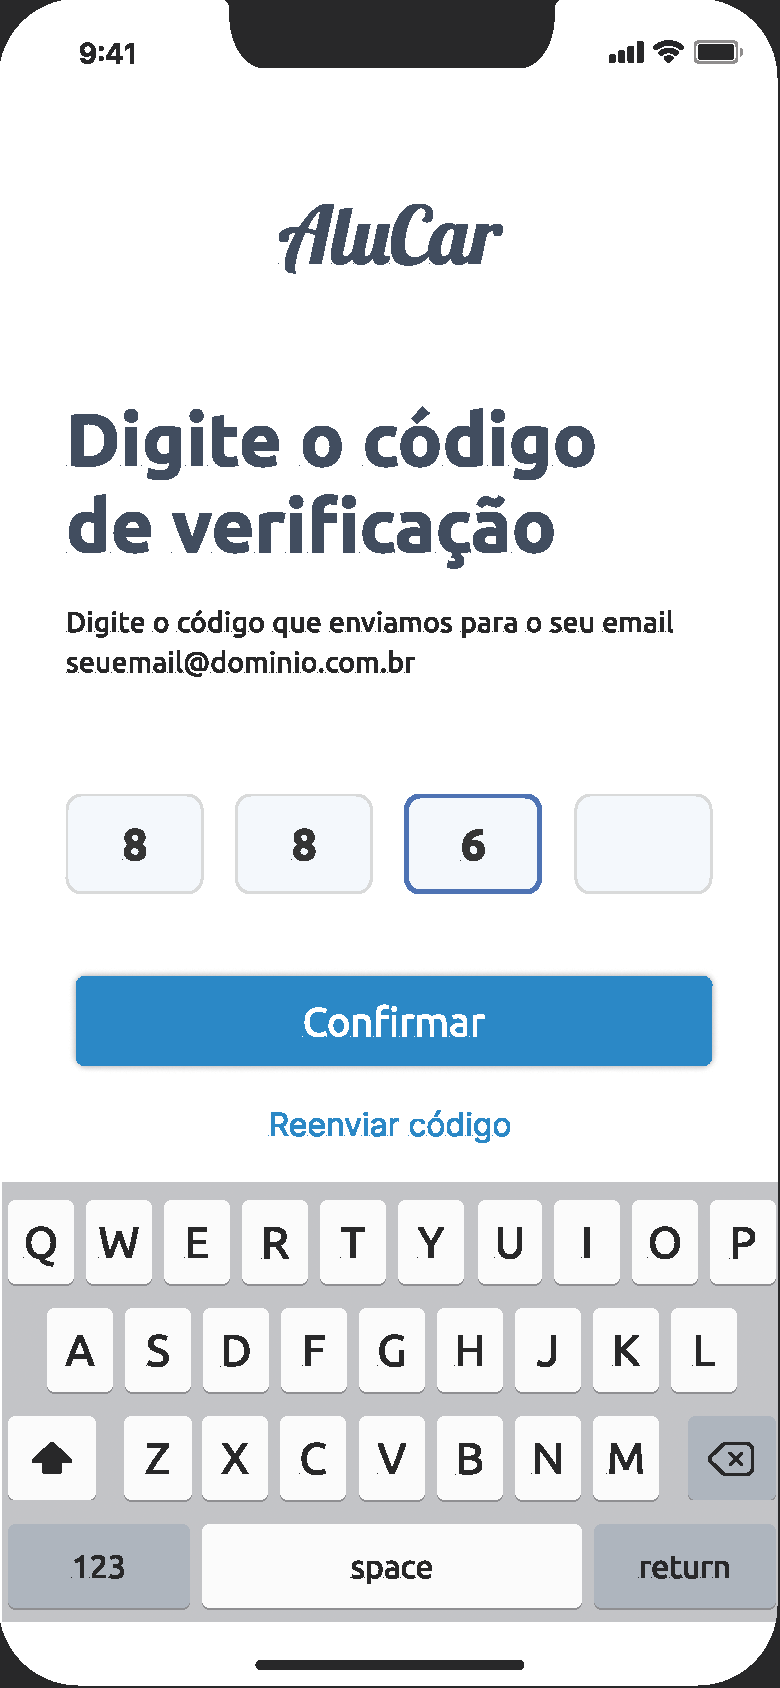 9:41
AluCar
Digite o código
de verificação
Digite o código que enviamos para o seu email
seuemail@dominio.com.br
8 8 6
Confirmar
Reenviar código
Q W E R T Y U I O P
A S D F G H J K L
Z X C V B N M
123 space return